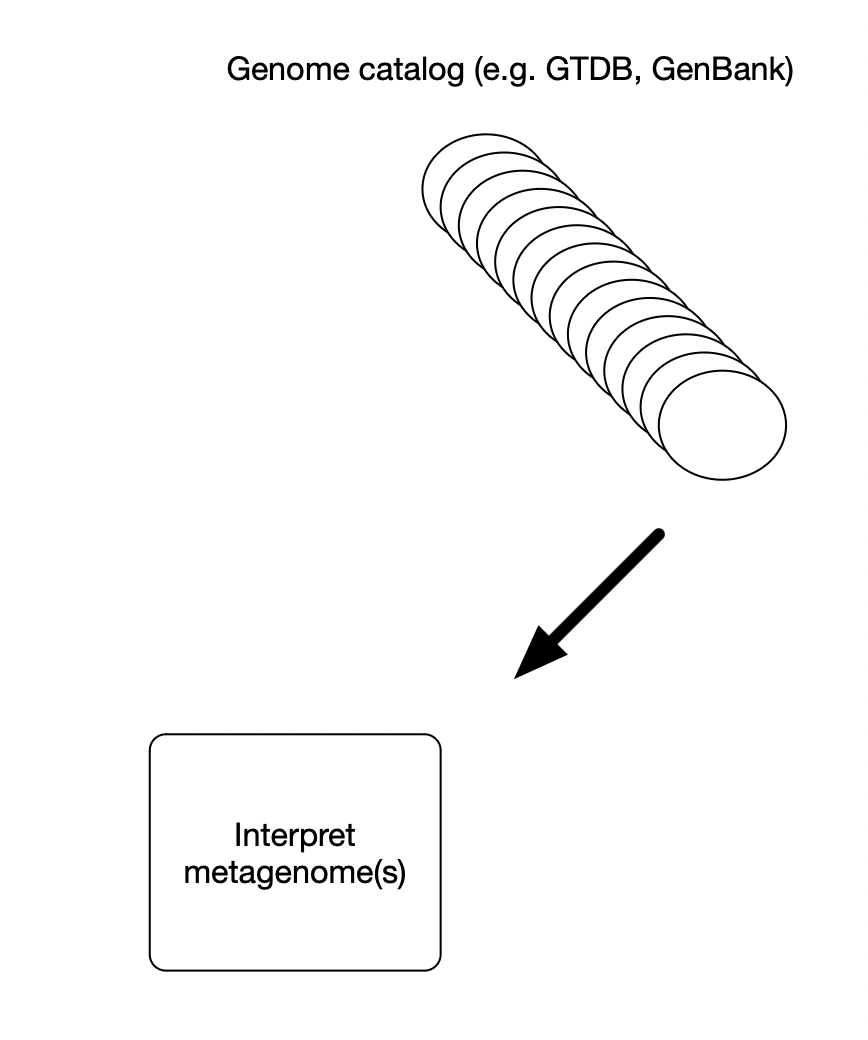 Genome catalog (e.g. GTDB, GenBank)
Interpret
metagenome(s)